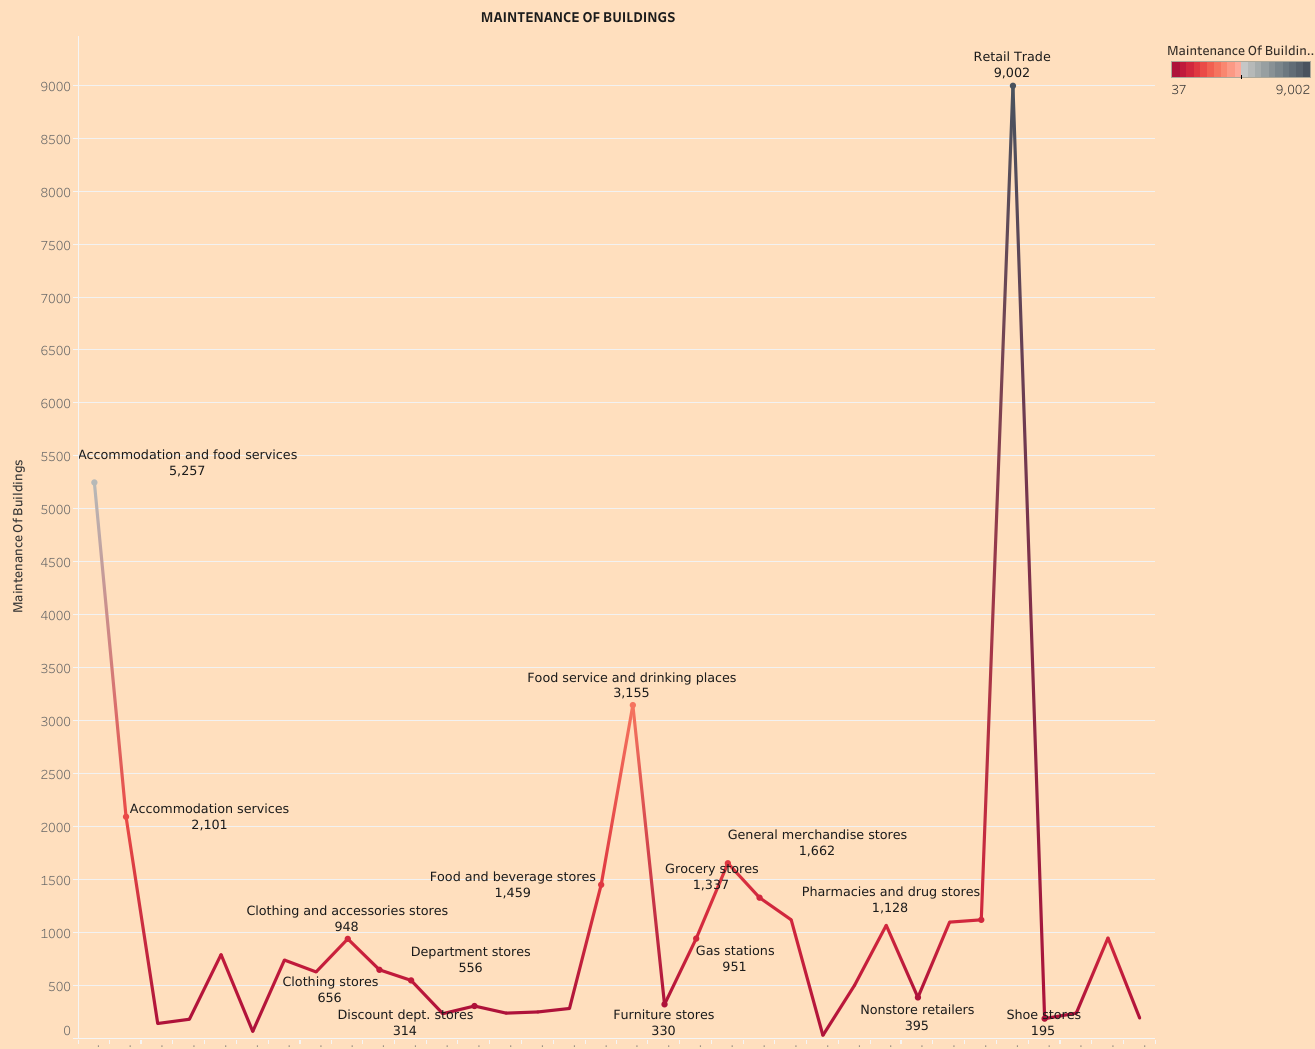 MAINTENANCE OF BUILDINGS
Maintenance Of Buildin..
37
9,002
Maintenance Of Buildings
9000
8500
8000
7500
7000
6500
6000
5500
5000
4500
4000
3500
3000
2500
2000
1500
1000
500
0
Retail Trade
9,002
Accommodation and food services
5,257
Food service and drinking places
3,155
Accommodation services
2,101
General merchandise stores
1,662
Grocery stores
1,337
Food and beverage stores
1,459
Pharmacies and drug stores
1,128
Clothing and accessories stores
948
Department stores
556
Gas stations
951
Clothing stores
656
Discount dept. stores
314
Furniture stores
330
Nonstore retailers
395
Shoe stores
195